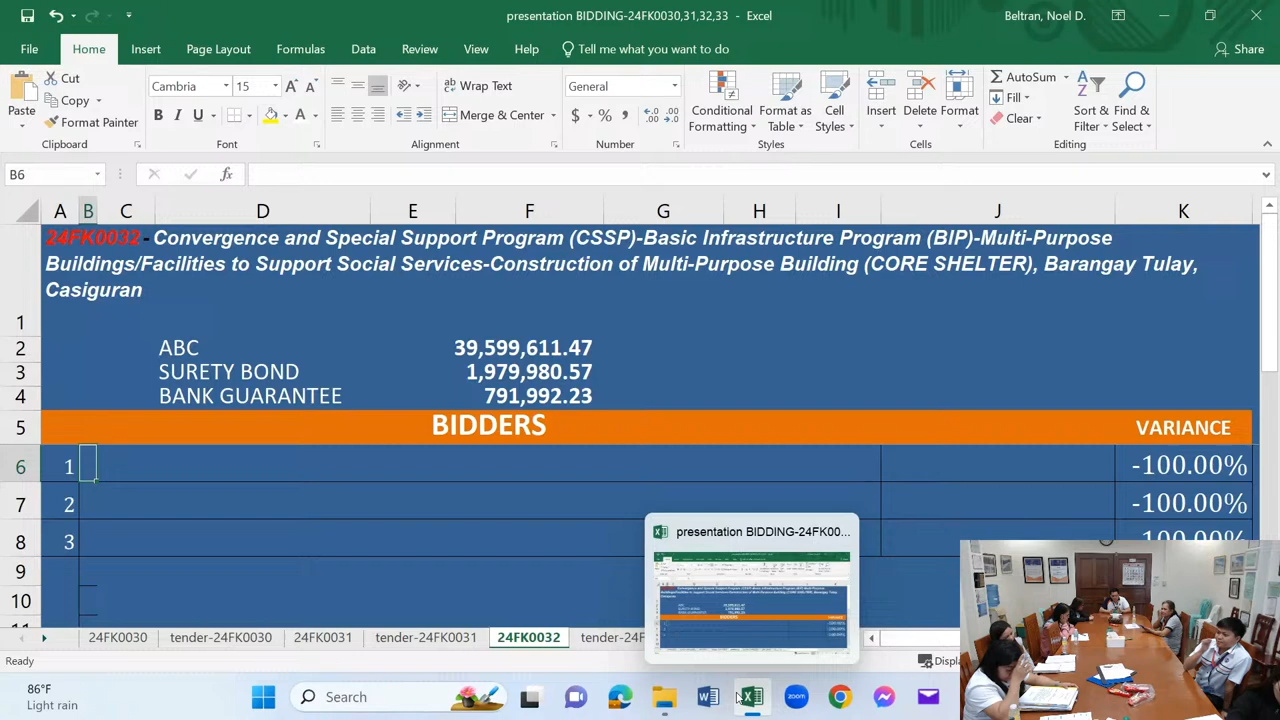 presentation BIDDING-24FK0030,31,32,33 - Excel
Beltran, Noel D.
File Home Insert Page Layout Formulas Data Review View Help Tell me what you want to do Share
Paste
Cut
Copy
Format Painter
Clipboard
Cambria 15
B I U
Font
Wrap Text
Merge & Center
Alignment
General
$ % ,
Number
Conditional Formatting
Format as Table
Cell Styles
Styles
Insert Delete Format
Cells
AutoSum
Fill
Clear
Sort & Filter
Find & Select
Editing
B6
fx
A B C D E F G H I J K
24FK0032 - Convergence and Special Support Program (CSSP)-Basic Infrastructure Program (BIP)-Multi-Purpose
Buildings/Facilities to Support Social Services-Construction of Multi-Purpose Building (CORE SHELTER), Barangay Tulay,
Casiguran
1
2 ABC 39,599,611.47
3 SURETY BOND 1,979,980.57
4 BANK GUARANTEE 791,992.23
5 BIDDERS VARIANCE
6 1 -100.00%
7 2 -100.00%
8 3 -100.00%
9
10
presentation BIDDING-24FK00...
tender-24FK0030 24FK0031 tender-24FK0031 24FK0032
Ready
86°F
Light rain
Search
zoom